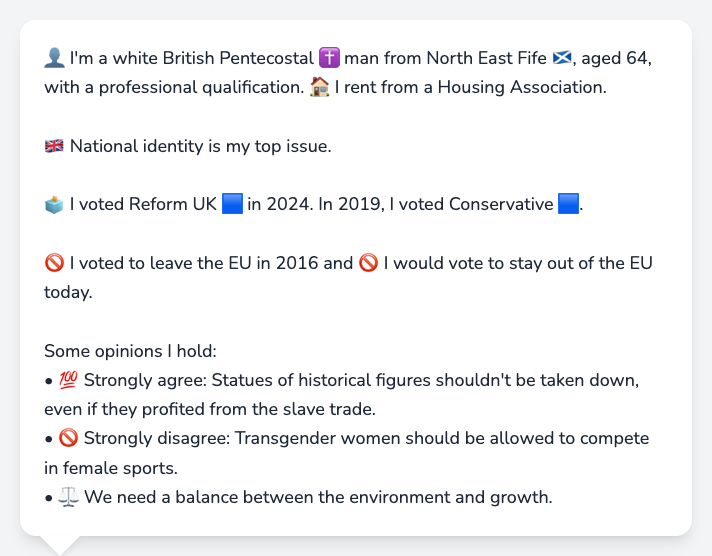 👤 I'm a white British Pentecostal ✝️ man from North East Fife 🏴󠁧󠁢󠁳󠁣󠁴󠁿, aged 64,
with a professional qualification. 🏠 I rent from a Housing Association.
🇬🇧 National identity is my top issue.
🗳️ I voted Reform UK 🟦 in 2024. In 2019, I voted Conservative 🟦.
🚫 I voted to leave the EU in 2016 and 🚫 I would vote to stay out of the EU
today.
Some opinions I hold:
• 💯 Strongly agree: Statues of historical figures shouldn't be taken down,
even if they profited from the slave trade.
• 🚫 Strongly disagree: Transgender women should be allowed to compete
in female sports.
• ⚖️ We need a balance between the environment and growth.